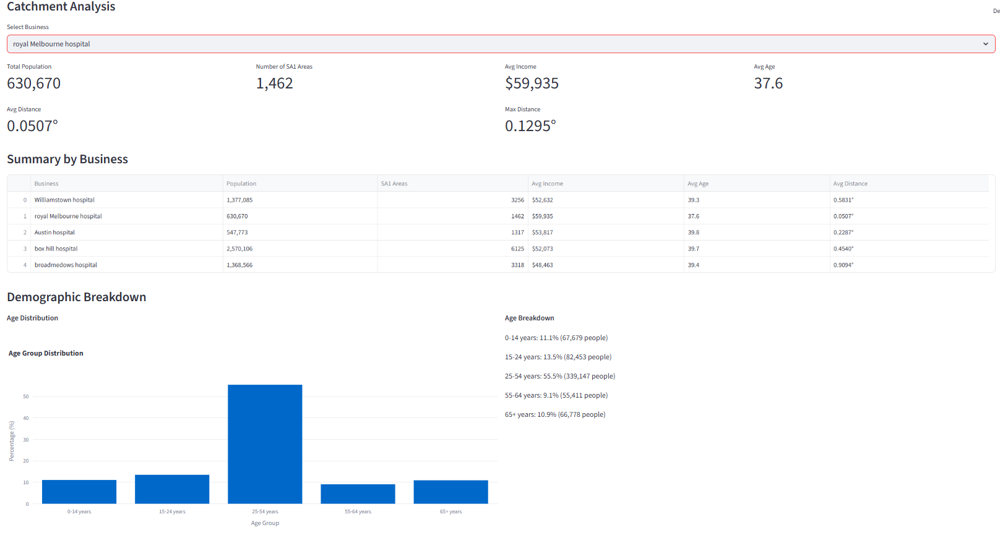 Catchment Analysis
De
Select Business
royal Melbourne hospital
Total Population Number of SA1 Areas Avg Income Avg Age
630,670 1,462 $59,935 37.6
Avg Distance Max Distance
0.0507° 0.1295°
Summary by Business
Business Population SA1 Areas Avg Income Avg Age Avg Distance
0 Williamstown hospital 1,377,085 3256 $52,632 39.3 0.5831°
1 royal Melbourne hospital 630,670 1462 $59,935 37.6 0.0507°
2 Austin hospital 547,773 1317 $53,817 39.8 0.2287°
3 box hill hospital 2,570,106 6125 $52,073 39.7 0.4540°
4 broadmedows hospital 1,368,566 3318 $48,463 39.4 0.9094°
Demographic Breakdown
Age Distribution
Age Group Distribution
Percentage (%)
50
40
30
20
10
0
0-14 years 15-24 years 25-54 years 55-64 years 65+ years
Age Group
Age Breakdown
0-14 years: 11.1% (67,679 people)
15-24 years: 13.5% (82,453 people)
25-54 years: 55.5% (339,147 people)
55-64 years: 9.1% (55,411 people)
65+ years: 10.9% (66,778 people)